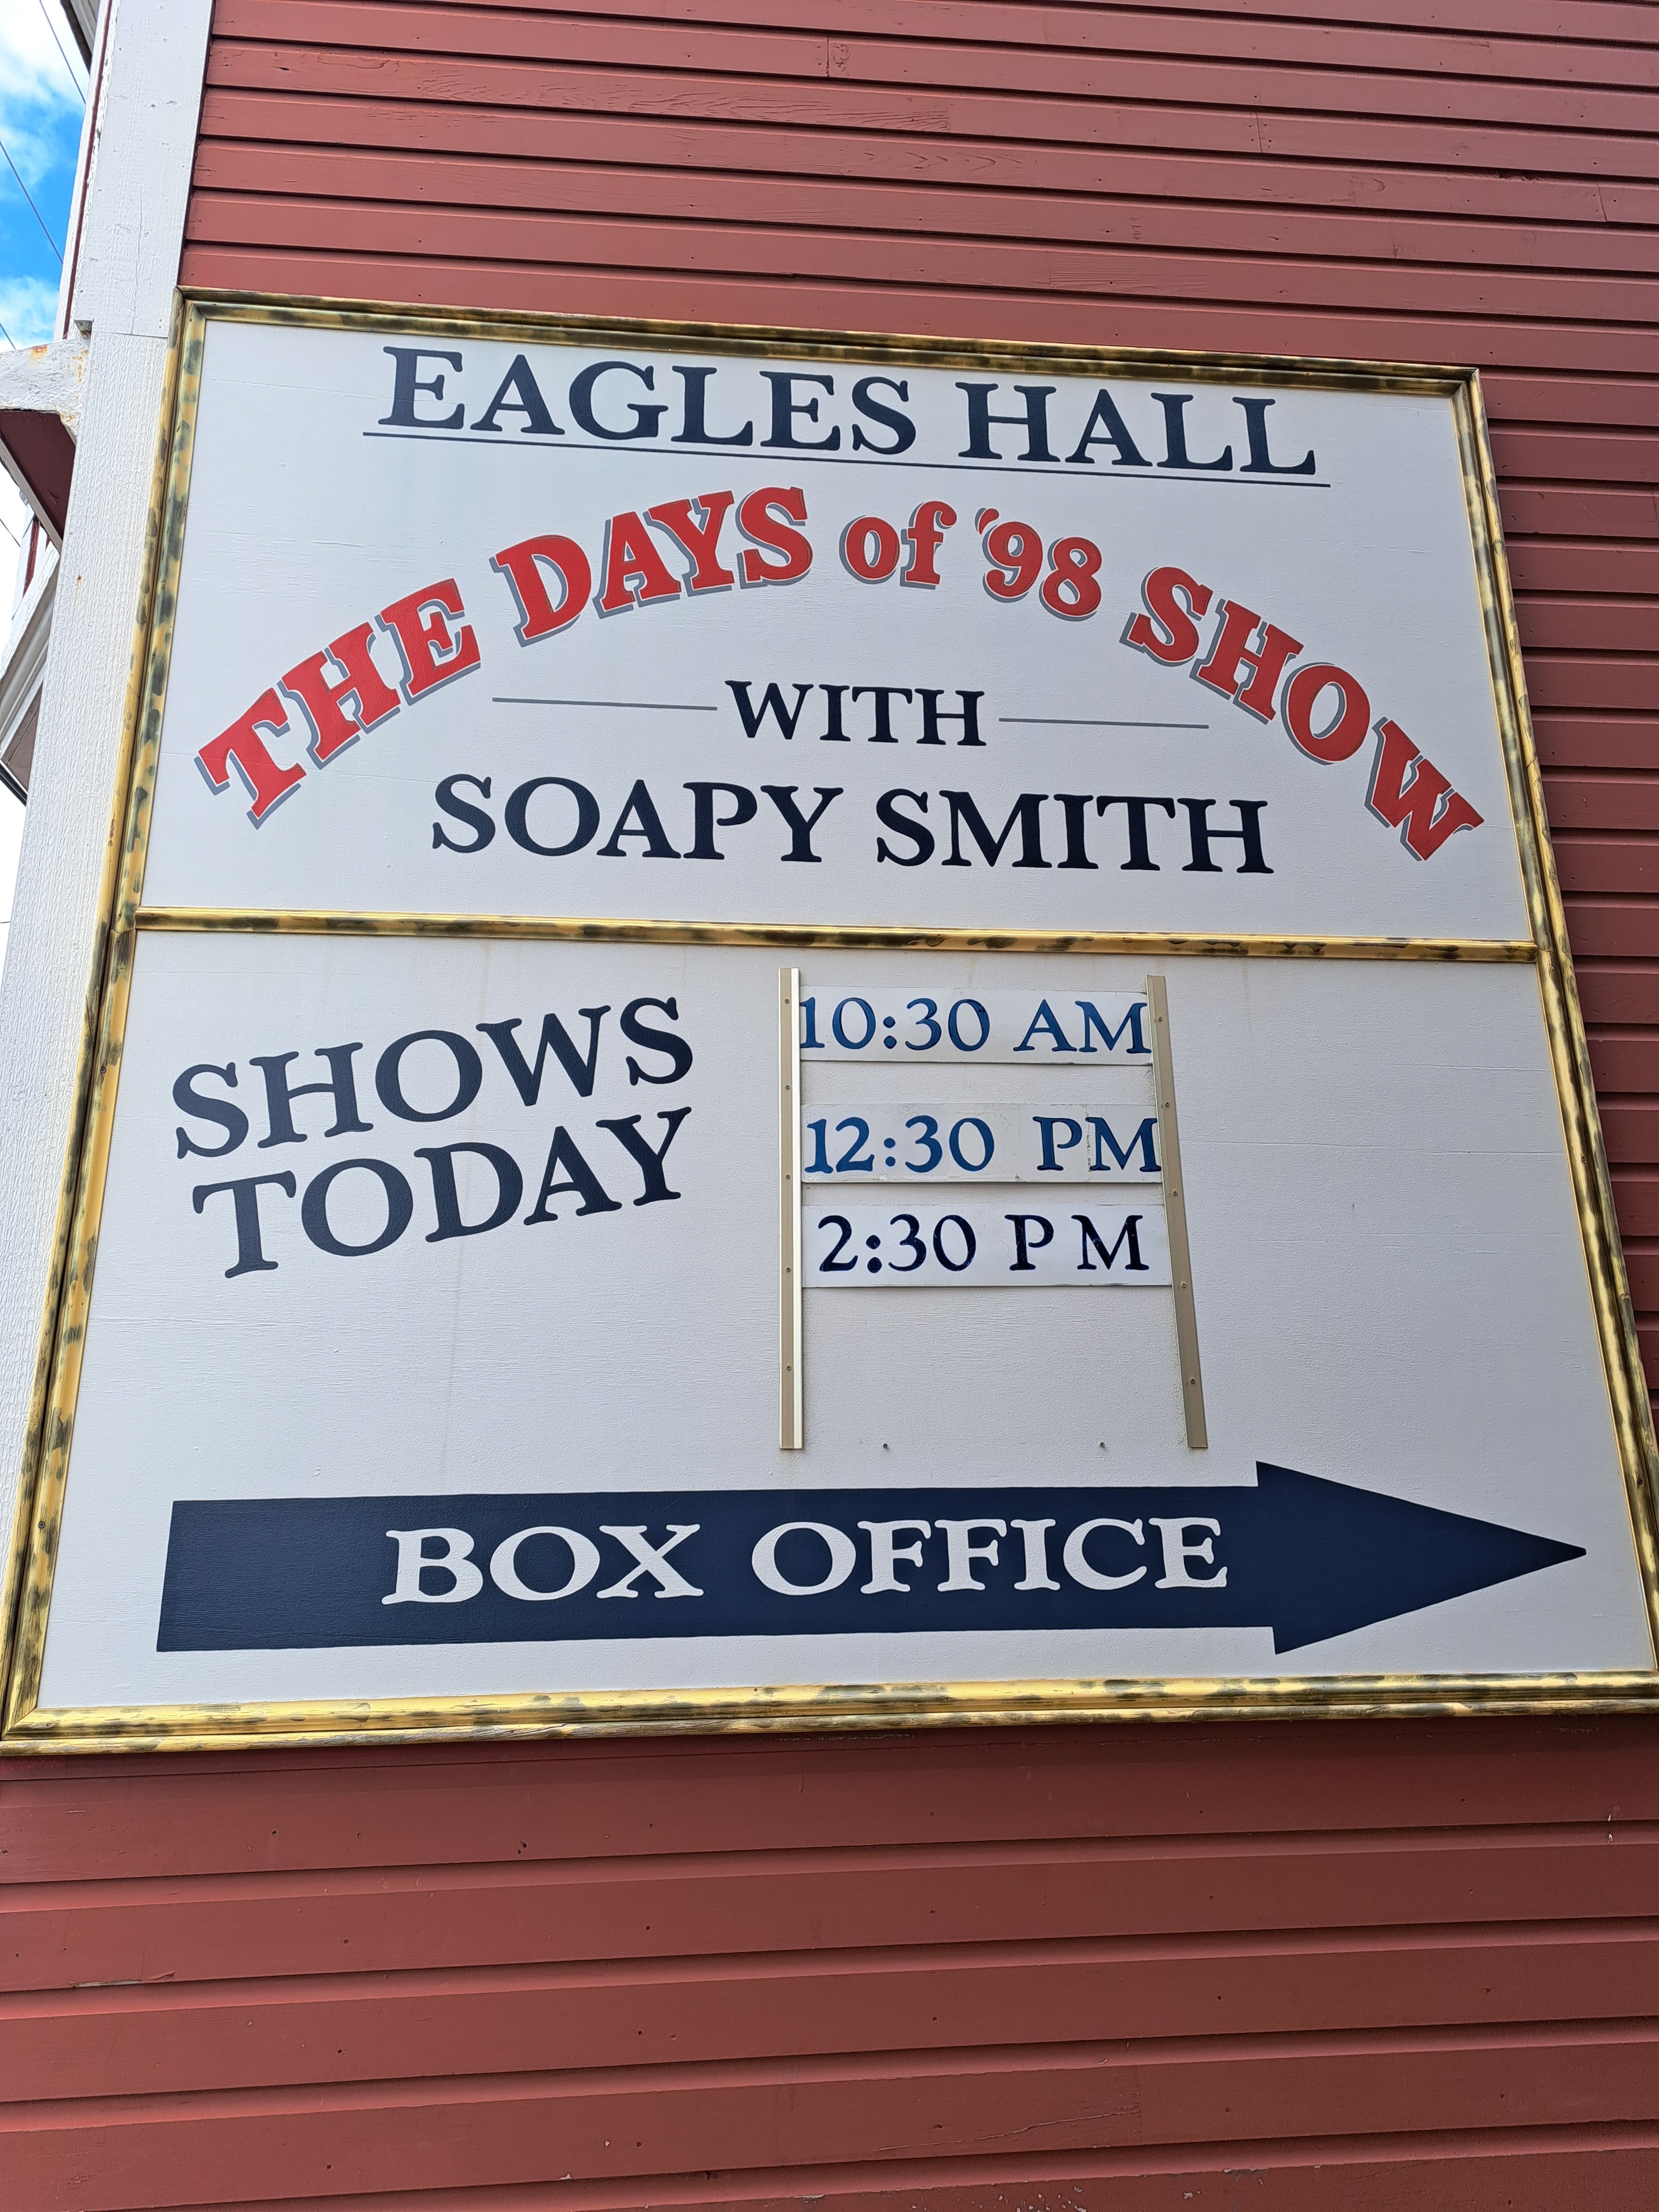 EAGLES HALL
THE DAYS of '98 SHOW
WITH
SOAPY SMITH
SHOWS
TODAY
10:30 AM
12:30 PM
2:30 PM
BOX OFFICE